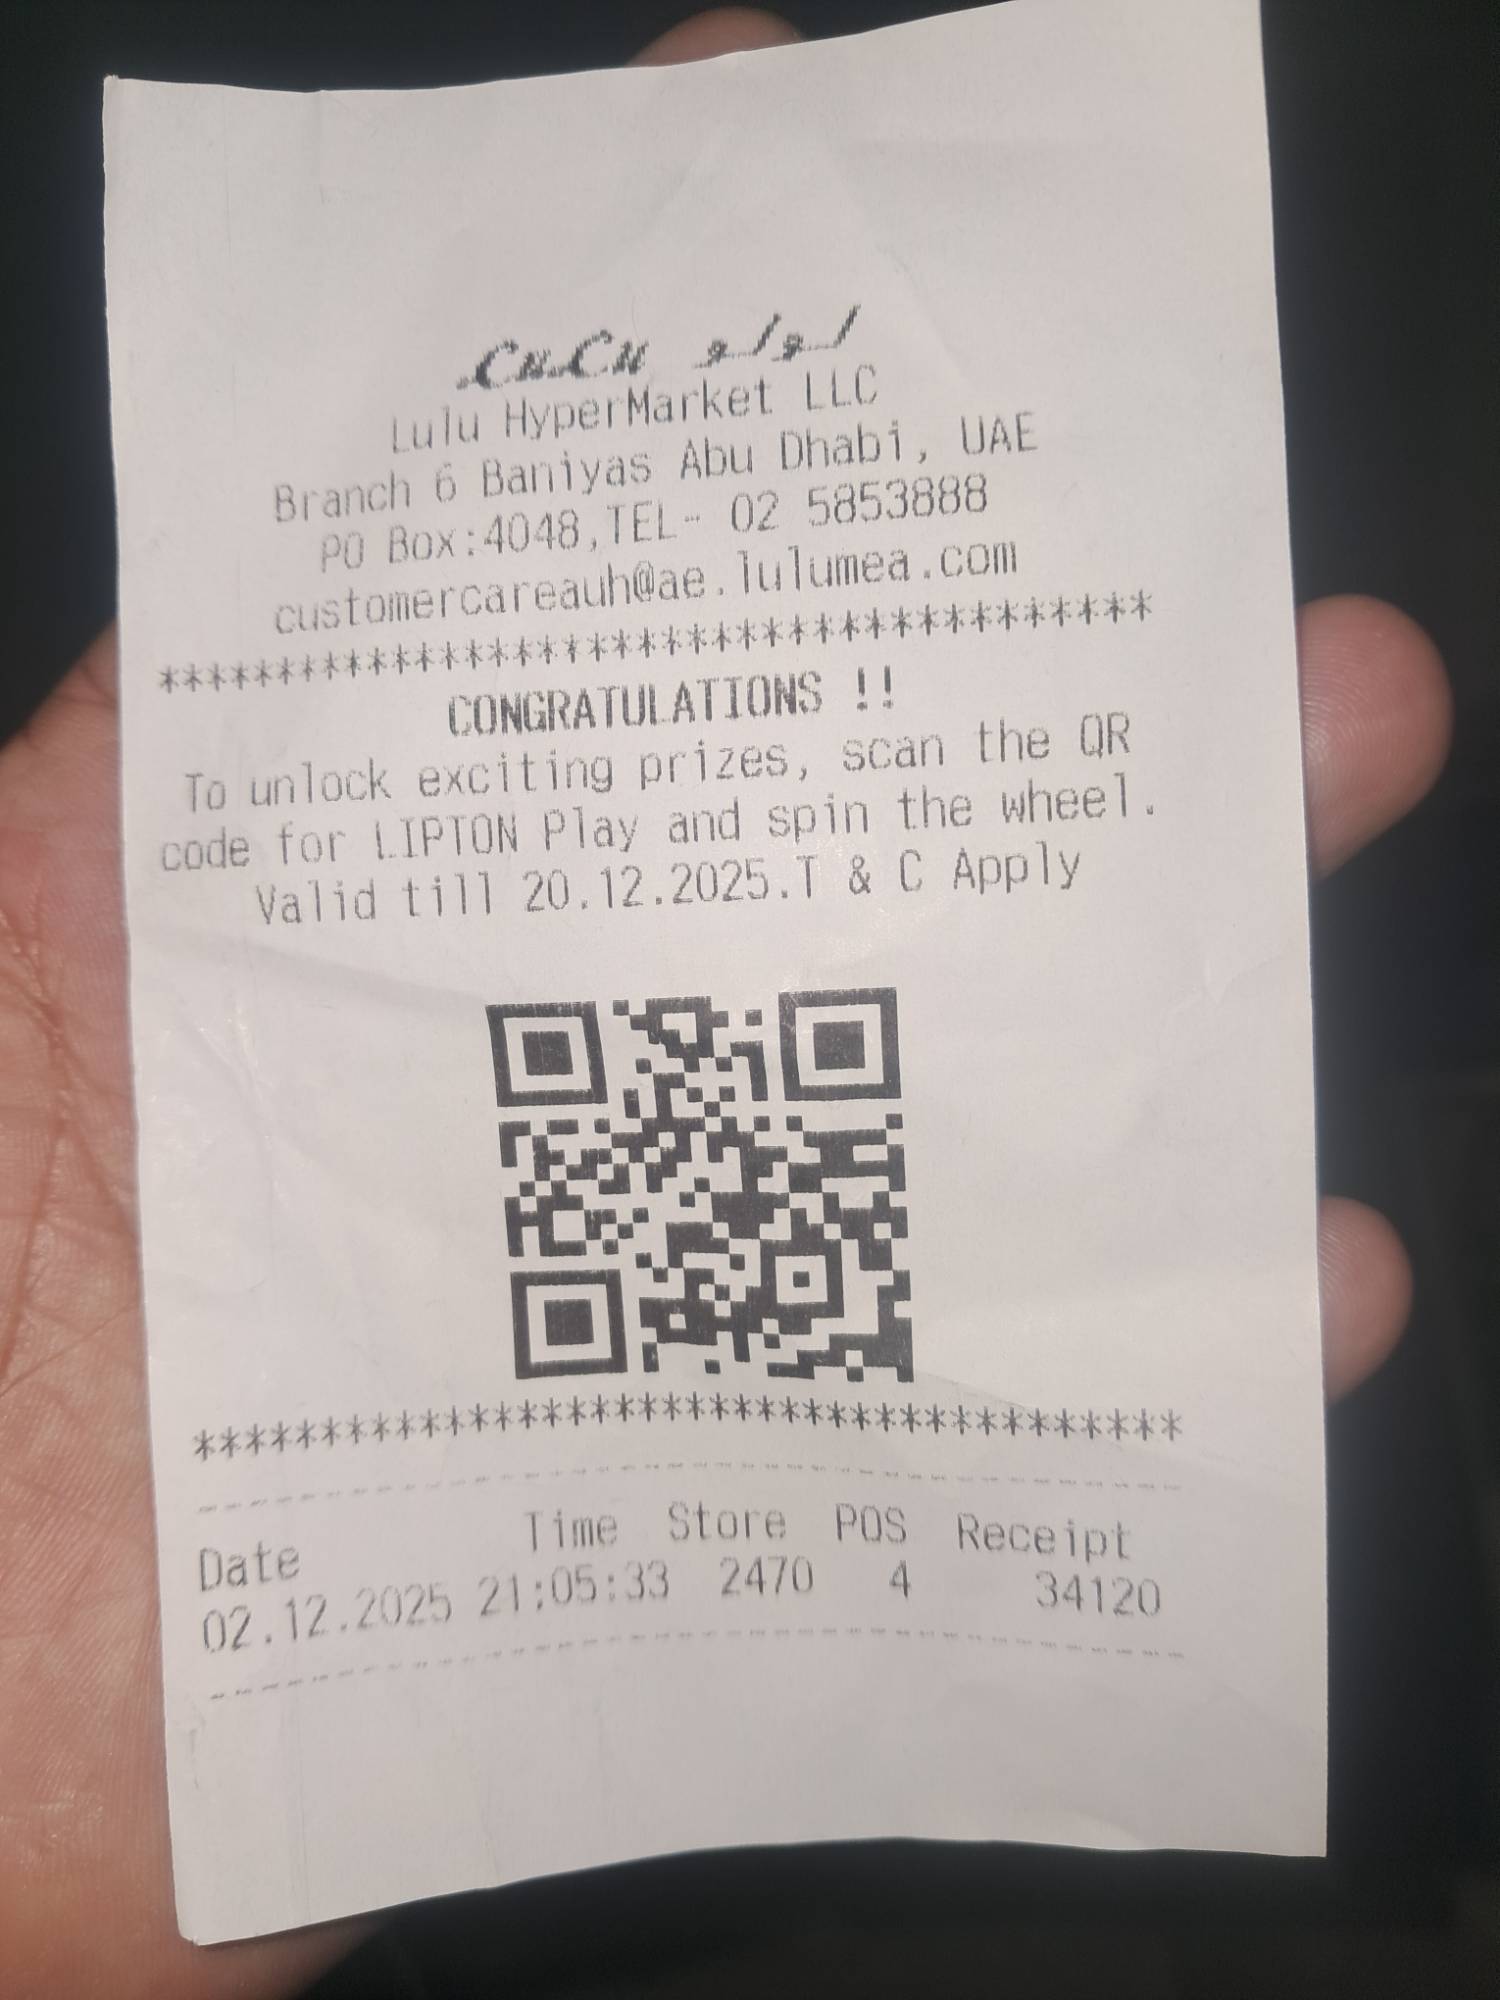 LuLu لولو
Lulu HyperMarket LLC
Branch 6 Baniyas Abu Dhabi, UAE
PO Box:4048,TEL- 02 5853888
customercareauh@ae.lulumea.com
****************************************
CONGRATULATIONS !!
To unlock exciting prizes, scan the QR
code for LIPTON Play and spin the wheel.
Valid till 20.12.2025.T & C Apply
****************************************
----------------------------------------
Date Time Store POS Receipt
02.12.2025 21:05:33 2470 4 34120
----------------------------------------